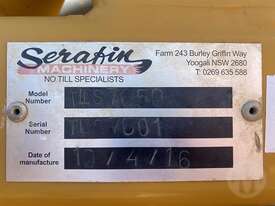 Serafin
MACHINERY
NO TILL SPECIALISTS
Farm 243 Burley Griffin Way
Yoogali NSW 2680
T: 0269 635 588
Model
Number
Serial
Number
Date of
manufacture